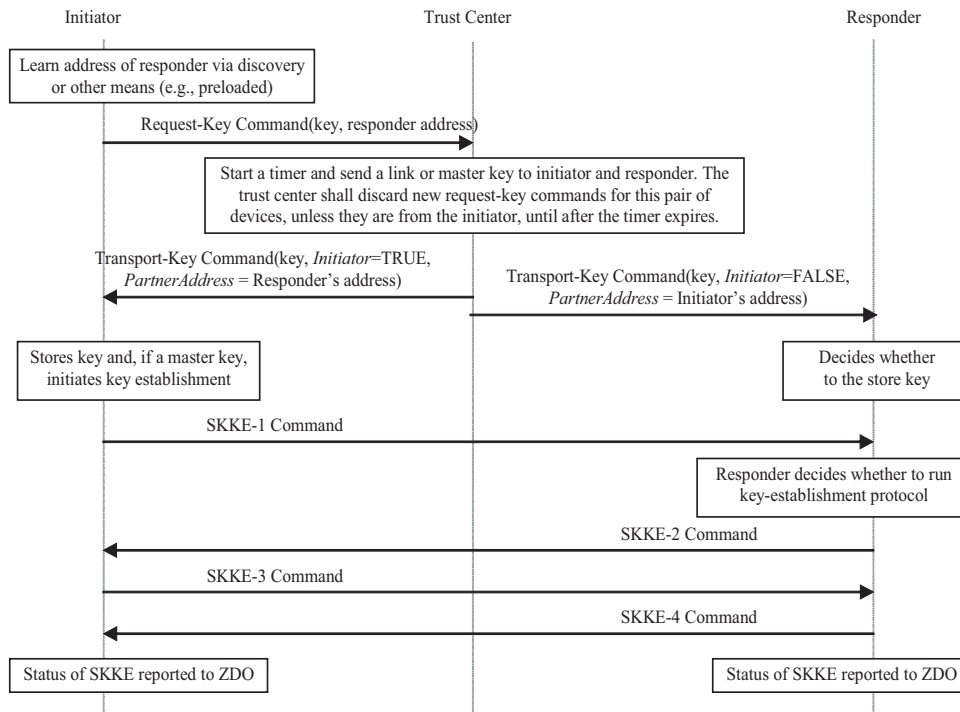 Initiator
Trust Center
Responder
Learn address of responder via discovery
or other means (e.g., preloaded)
Request-Key Command(key, responder address)
Start a timer and send a link or master key to initiator and responder. The
trust center shall discard new request-key commands for this pair of
devices, unless they are from the initiator, until after the timer expires.
Transport-Key Command(key, Initiator=TRUE,
PartnerAddress = Responder's address)
Transport-Key Command(key, Initiator=FALSE,
PartnerAddress = Initiator's address)
Stores key and, if a master key,
initiates key establishment
Decides whether
to the store key
SKKE-1 Command
Responder decides whether to run
key-establishment protocol
SKKE-2 Command
SKKE-3 Command
SKKE-4 Command
Status of SKKE reported to ZDO
Status of SKKE reported to ZDO